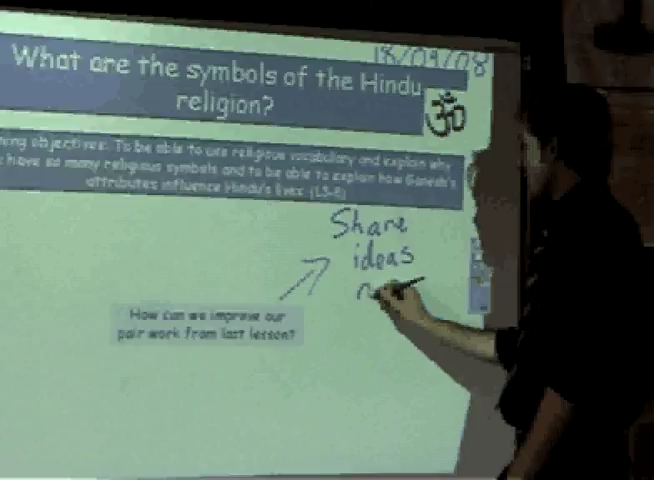 18/09/08
What are the symbols of the Hindu
religion?
ॐ
objectives: To be able to use religious vocabulary and explain why
have so many religious symbols and to be able to explain how Ganesh's
attributes influence Hindu's lives. (L3-8)
Share
ideas
How can we improve our
pair work from last lesson?